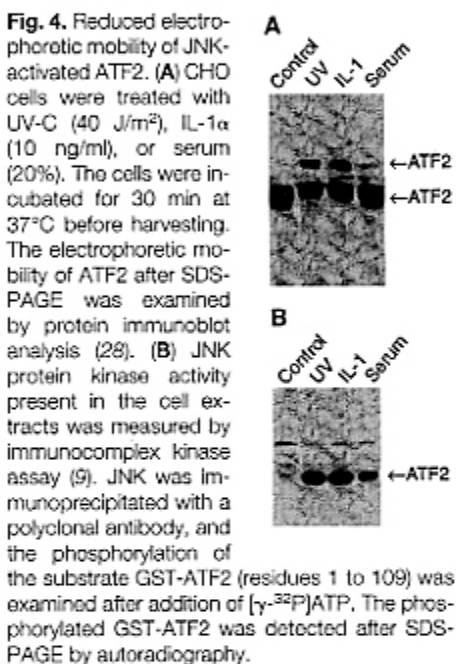 Fig. 4. Reduced electro-
phoretic mobility of JNK-
activated ATF2. (A) CHO
cells were treated with
UV-C (40 J/m²), IL-1α
(10 ng/ml), or serum
(20%). The cells were in-
cubated for 30 min at
37°C before harvesting.
The electrophoretic mo-
bility of ATF2 after SDS-
PAGE was examined
by protein immunoblot
analysis (28). (B) JNK
protein kinase activity
present in the cell ex-
tracts was measured by
immunocomplex kinase
assay (9). JNK was im-
munoprecipitated with a
polyclonal antibody, and
the phosphorylation of
the substrate GST-ATF2 (residues 1 to 109) was
examined after addition of [γ-³²P]ATP. The phos-
phorylated GST-ATF2 was detected after SDS-
PAGE by autoradiography.
A
Control UV IL-1 Serum
←ATF2
←ATF2
B
Control UV IL-1 Serum
←ATF2